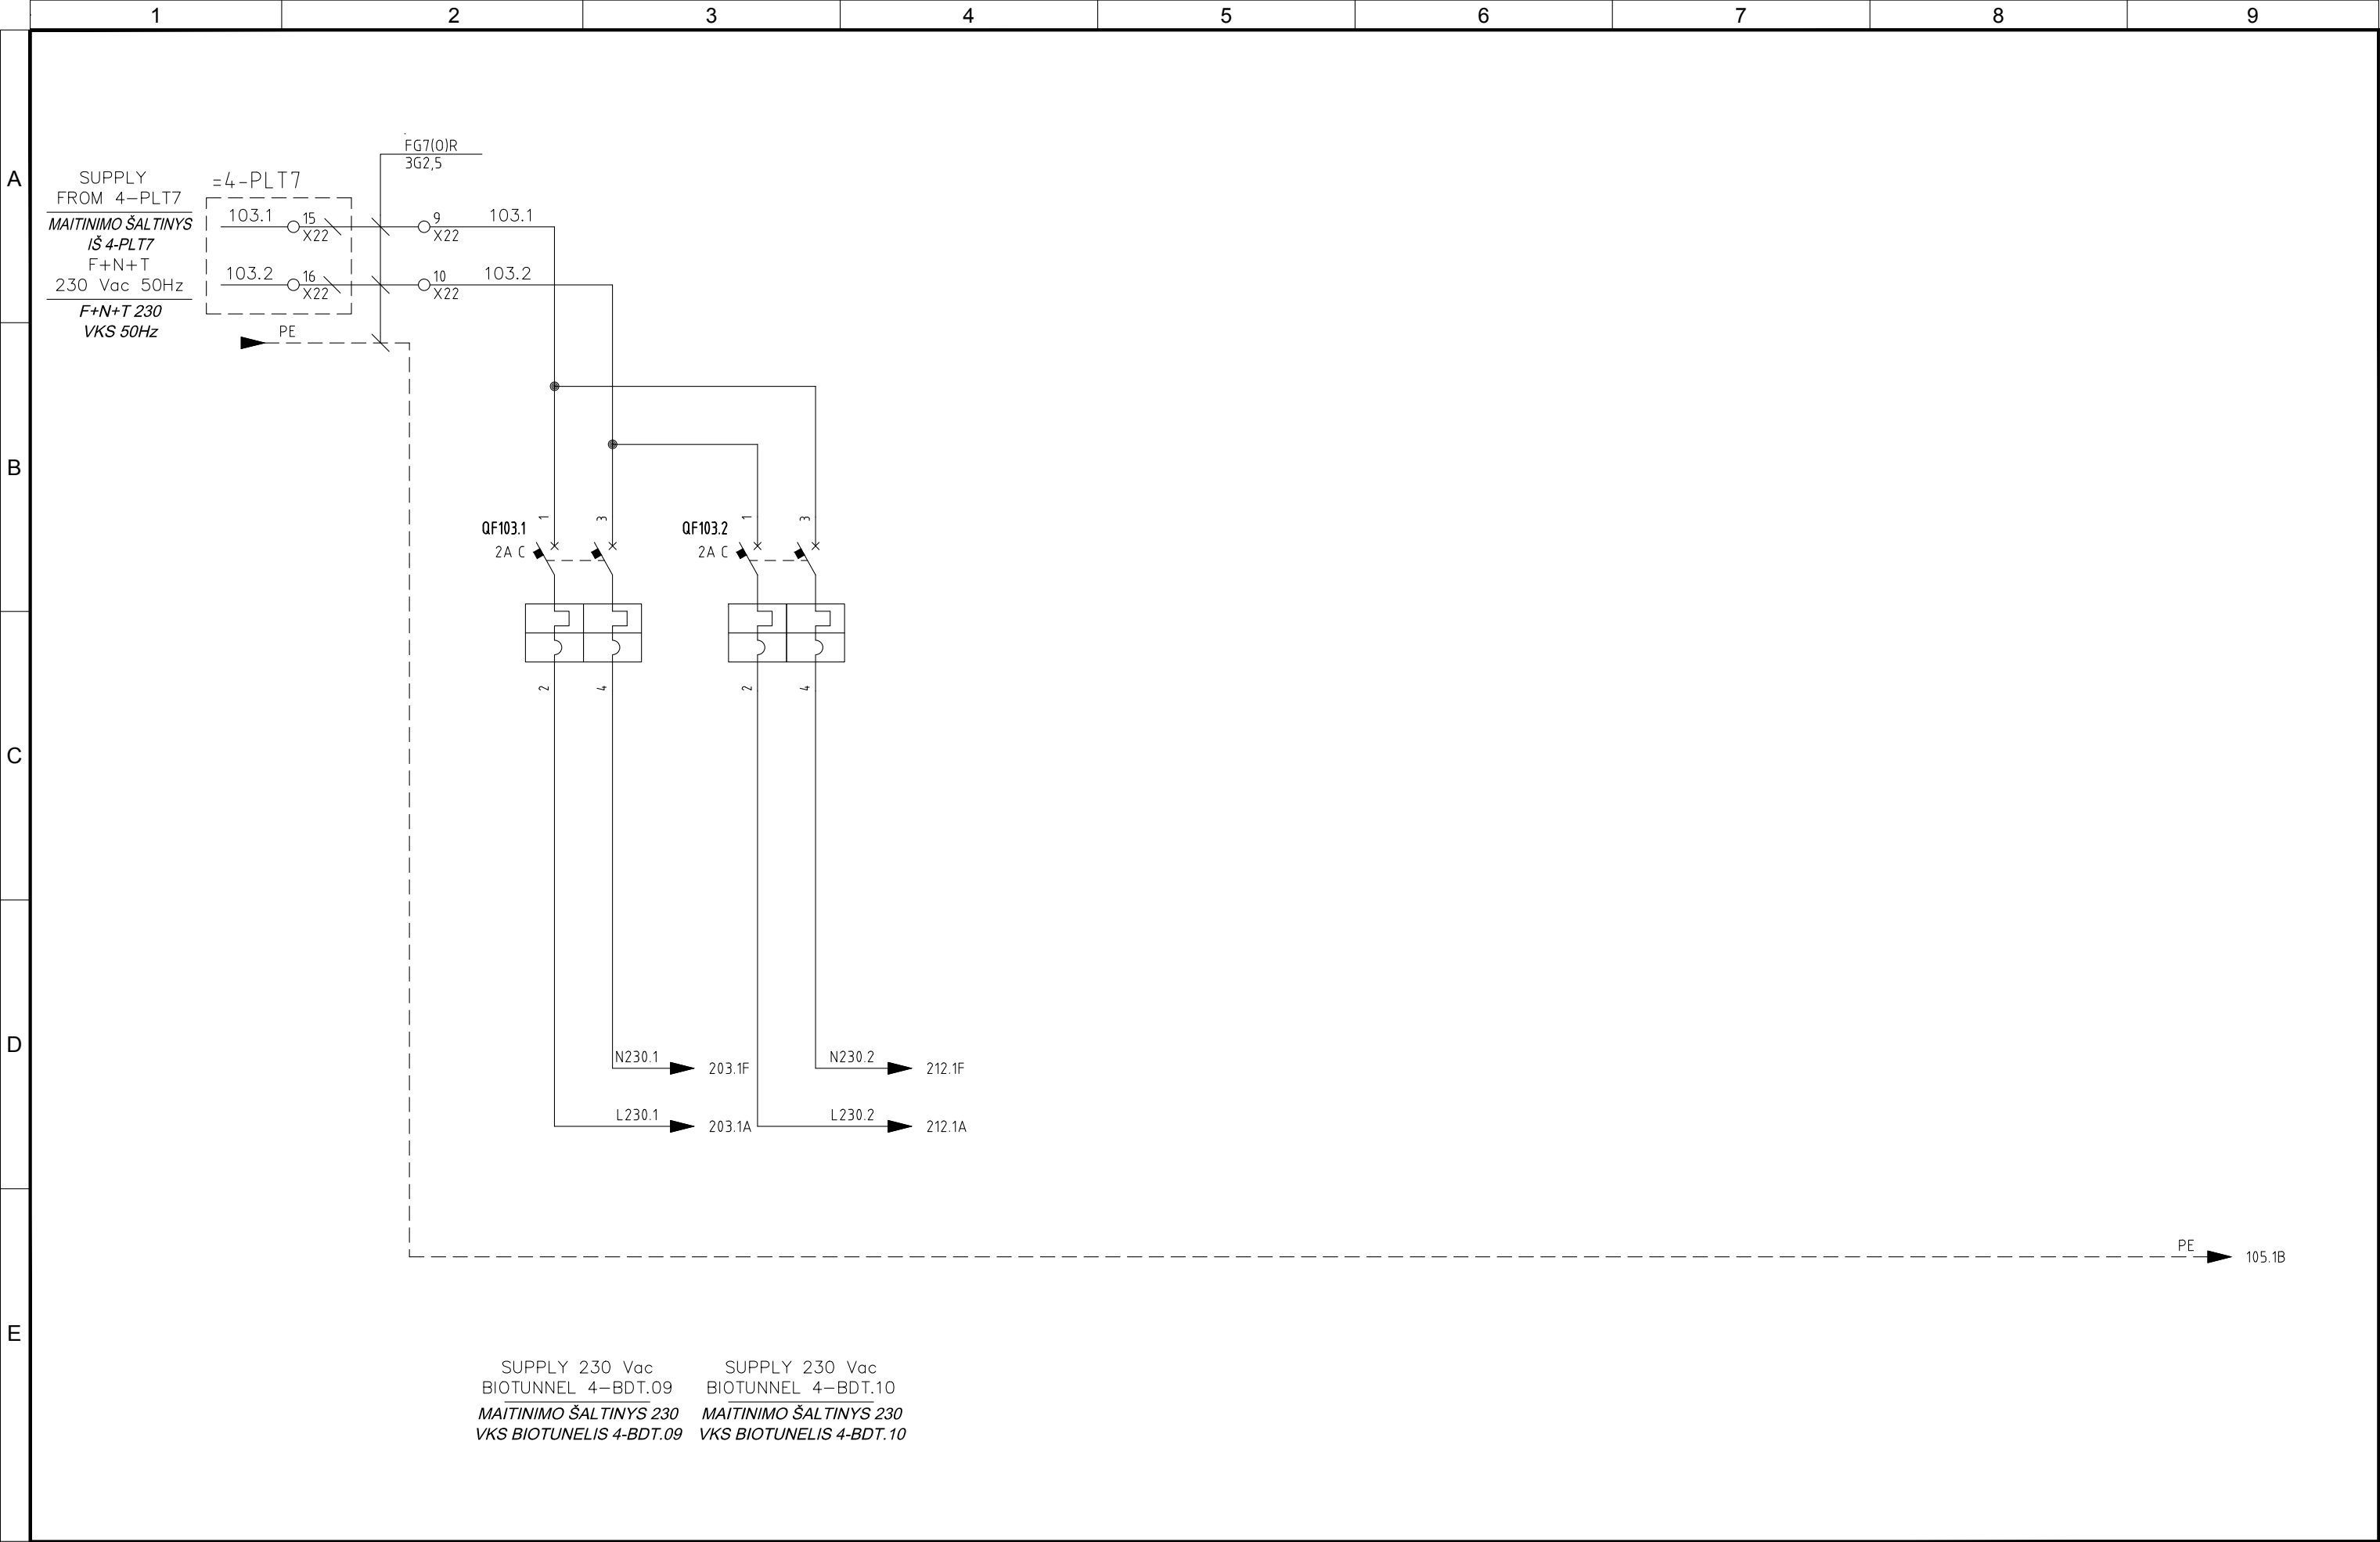 1 2 3 4 5 6 7 8 9
A
B
C
D
E
FG7(O)R
3G2,5
SUPPLY
FROM 4-PLT7
MAITINIMO ŠALTINYS
IŠ 4-PLT7
F+N+T
230 Vac 50Hz
F+N+T 230
VKS 50Hz
=4-PLT7
103.1 15 X22 9 X22 103.1
103.2 16 X22 10 X22 103.2
PE
QF103.1 1 3
2A C
QF103.2 1 3
2A C
2 4 2 4
N230.1 203.1F N230.2 212.1F
L230.1 203.1A L230.2 212.1A
PE 105.1B
SUPPLY 230 Vac
BIOTUNNEL 4-BDT.09
MAITINIMO ŠALTINYS 230
VKS BIOTUNELIS 4-BDT.09
SUPPLY 230 Vac
BIOTUNNEL 4-BDT.10
MAITINIMO ŠALTINYS 230
VKS BIOTUNELIS 4-BDT.10